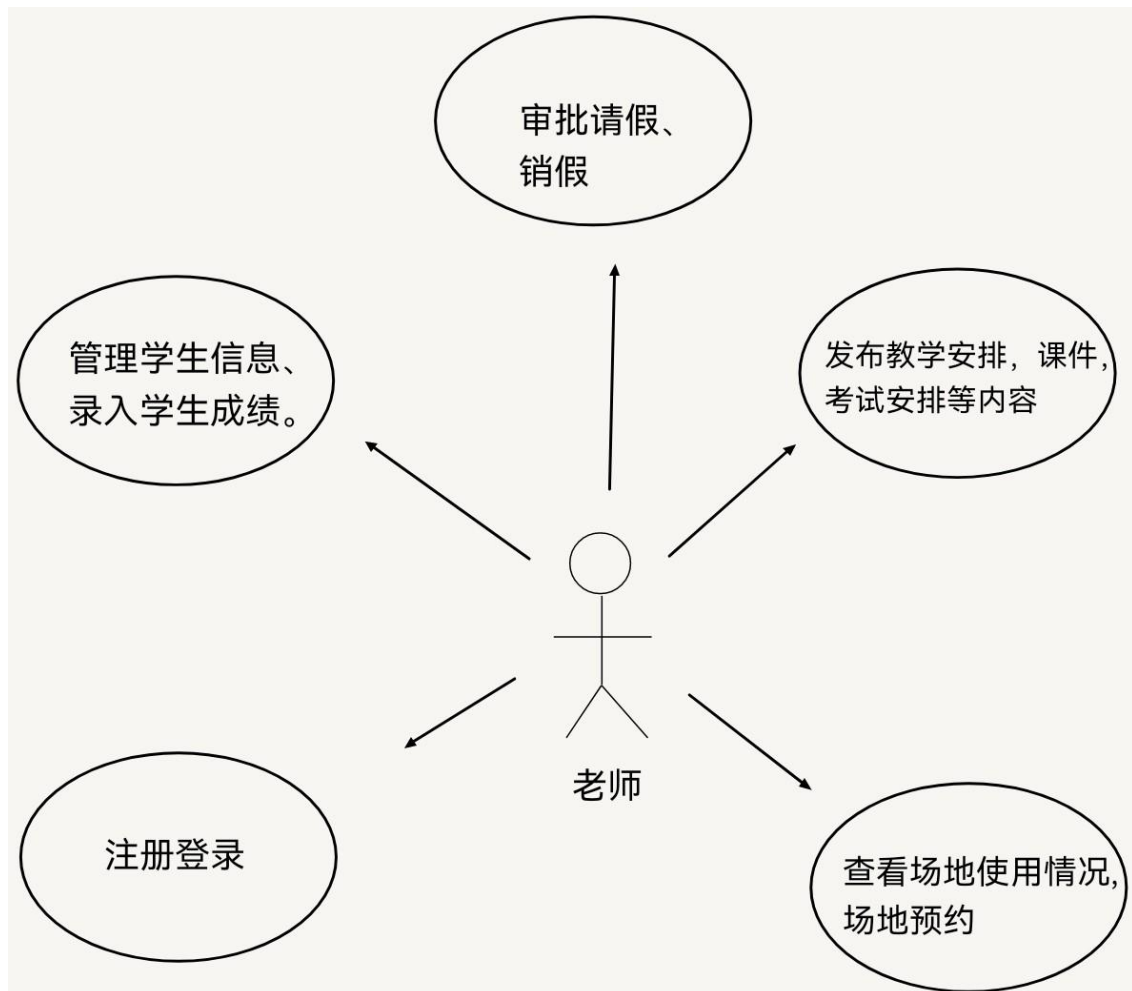 审批请假、
销假
管理学生信息、
录入学生成绩。
发布教学安排，课件，
考试安排等内容
老师
注册登录
查看场地使用情况，
场地预约